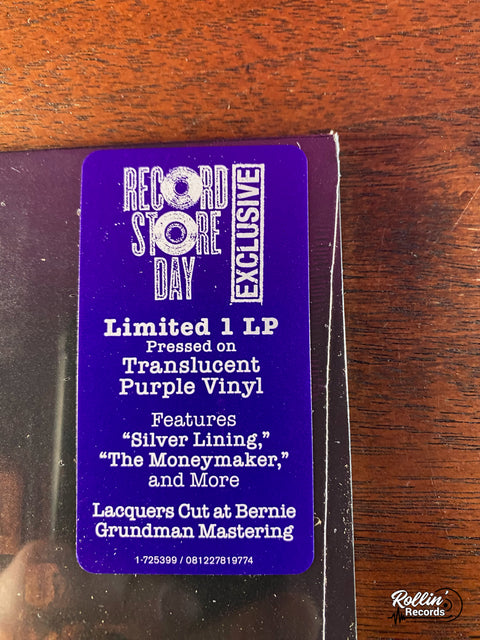 RECORD
STORE
DAY
EXCLUSIVE
Limited 1 LP
Pressed on
Translucent
Purple Vinyl
Features
“Silver Lining,”
“The Moneymaker,”
and More
Lacquers Cut at Bernie
Grundman Mastering
1-725399 / 081227819774
Rollin'
Records